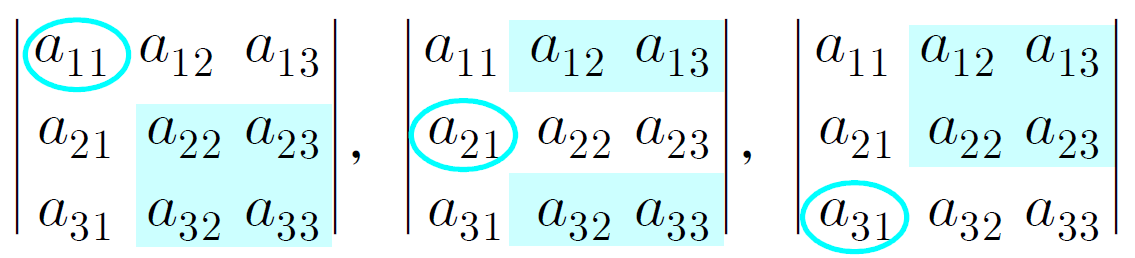 | a₁₁ a₁₂ a₁₃ | | a₁₁ a₁₂ a₁₃ | | a₁₁ a₁₂ a₁₃ |
| a₂₁ a₂₂ a₂₃ | , | a₂₁ a₂₂ a₂₃ | , | a₂₁ a₂₂ a₂₃ |
| a₃₁ a₃₂ a₃₃ | | a₃₁ a₃₂ a₃₃ | | a₃₁ a₃₂ a₃₃ |